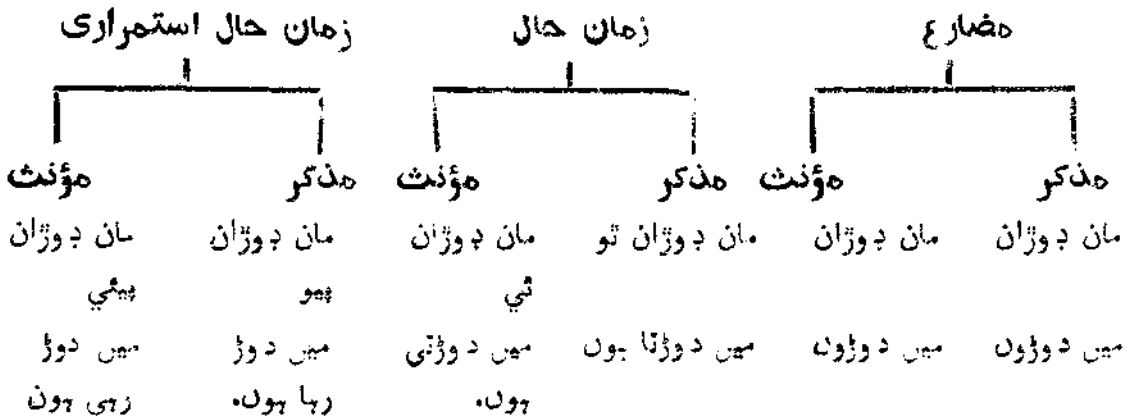 مضارع زمان حال زمان حال استمراری
مذکر مؤنث مذکر مؤنث مذکر مؤنث
مان ڊوڙان مان ڊوڙان مان ڊوڙان ٿو مان ڊوڙان مان ڊوڙان مان ڊوڙان
ٿي پيو پيئي
میں دوڑوں میں دوڑوں میں دوڑتا ہوں میں دوڑتی میں دوڑ میں دوڑ
ہوں۔ رہا ہوں۔ رہی ہون